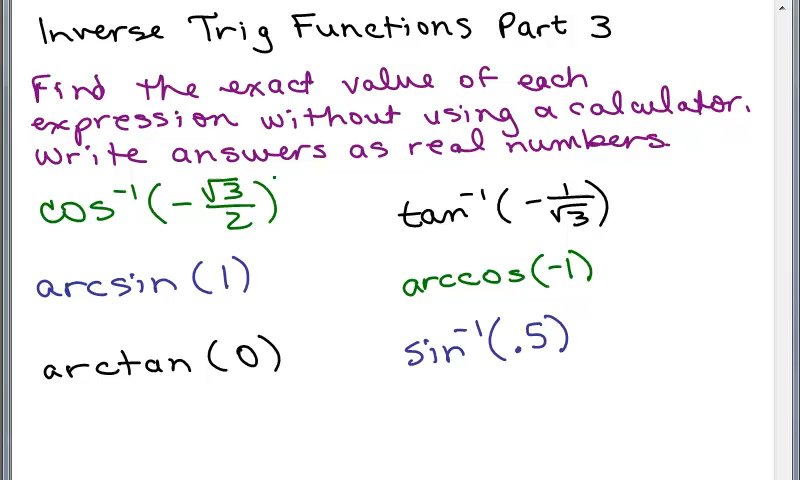 Inverse Trig Functions Part 3
Find the exact value of each
expression without using a calculator.
Write answers as real numbers.
cos⁻¹(-√3/2)
tan⁻¹(-1/√3)
arcsin(1)
arccos(-1)
arctan(0)
sin⁻¹(.5)